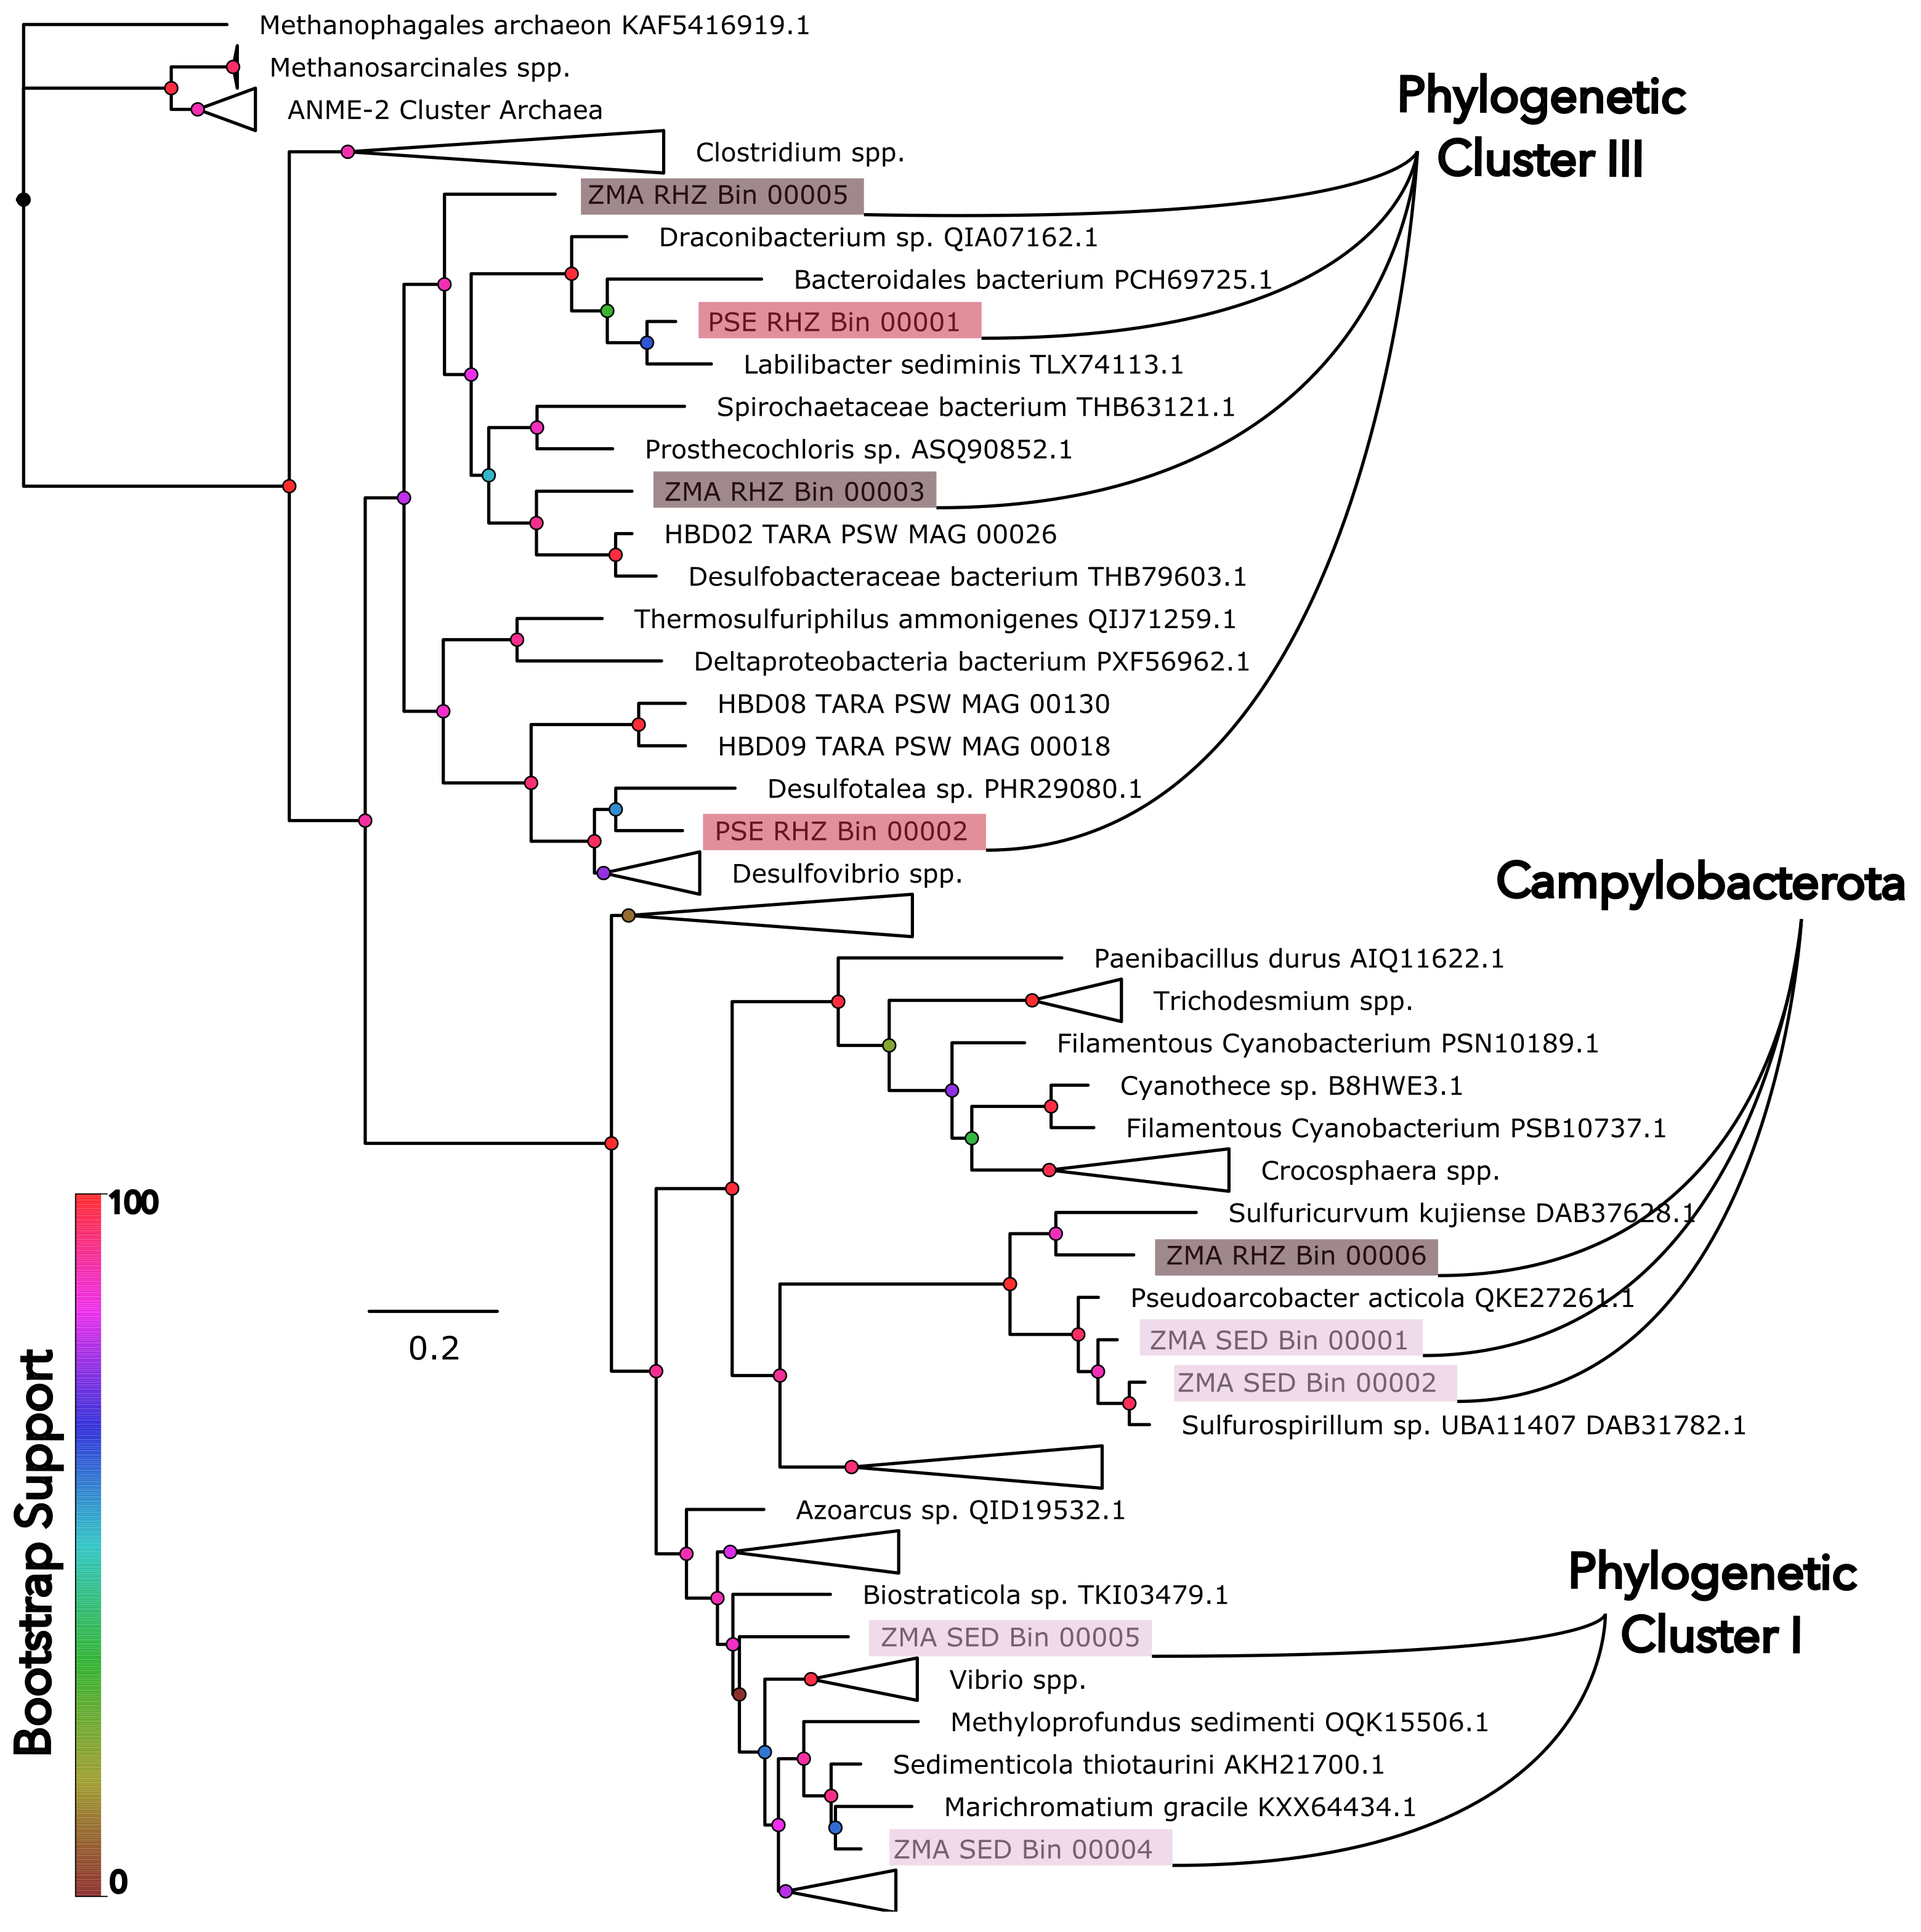 Methanophagales archaeon KAF5416919.1
Methanosarcinales spp.
ANME-2 Cluster Archaea
Clostridium spp.
ZMA RHZ Bin 00005
Draconibacterium sp. QIA07162.1
Bacteroidales bacterium PCH69725.1
PSE RHZ Bin 00001
Labilibacter sediminis TLX74113.1
Spirochaetaceae bacterium THB63121.1
Prosthecochloris sp. ASQ90852.1
ZMA RHZ Bin 00003
HBD02 TARA PSW MAG 00026
Desulfobacteraceae bacterium THB79603.1
Thermosulfuriphilus ammonigenes QIJ71259.1
Deltaproteobacteria bacterium PXF56962.1
HBD08 TARA PSW MAG 00130
HBD09 TARA PSW MAG 00018
Desulfotalea sp. PHR29080.1
PSE RHZ Bin 00002
Desulfovibrio spp.
Phylogenetic
Cluster III
Paenibacillus durus AIQ11622.1
Trichodesmium spp.
Filamentous Cyanobacterium PSN10189.1
Cyanothece sp. B8HWE3.1
Filamentous Cyanobacterium PSB10737.1
Crocosphaera spp.
Sulfuricurvum kujiense DAB37628.1
ZMA RHZ Bin 00006
Pseudoarcobacter acticola QKE27261.1
ZMA SED Bin 00001
ZMA SED Bin 00002
Sulfurospirillum sp. UBA11407 DAB31782.1
Campylobacterota
Azoarcus sp. QID19532.1
Biostraticola sp. TKI03479.1
ZMA SED Bin 00005
Vibrio spp.
Methyloprofundus sedimenti OQK15506.1
Sedimenticola thiotaurini AKH21700.1
Marichromatium gracile KXX64434.1
ZMA SED Bin 00004
Phylogenetic
Cluster I
0.2
Bootstrap Support
100
0